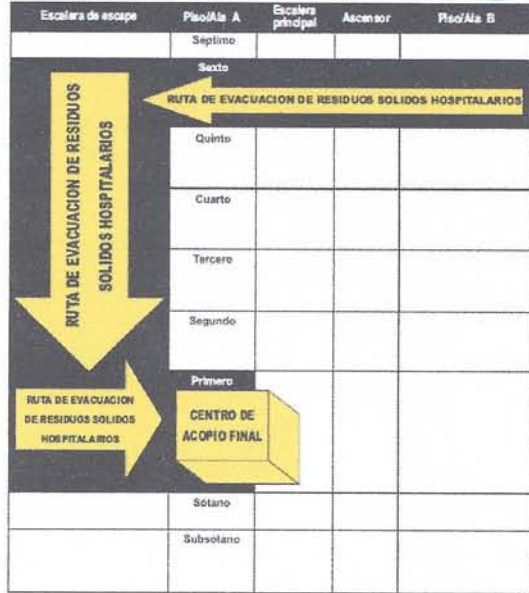 Escalera de escape Piso/Ala A Escalera principal Ascensor Piso/Ala B
Séptimo
Sexto
RUTA DE EVACUACION DE RESIDUOS SOLIDOS HOSPITALARIOS
RUTA DE EVACUACION DE RESIDUOS
SOLIDOS HOSPITALARIOS
Quinto
Cuarto
Tercero
Segundo
Primero
RUTA DE EVACUACION
DE RESIDUOS SOLIDOS
HOSPITALARIOS
CENTRO DE
ACOPIO FINAL
Sótano
Subsótano